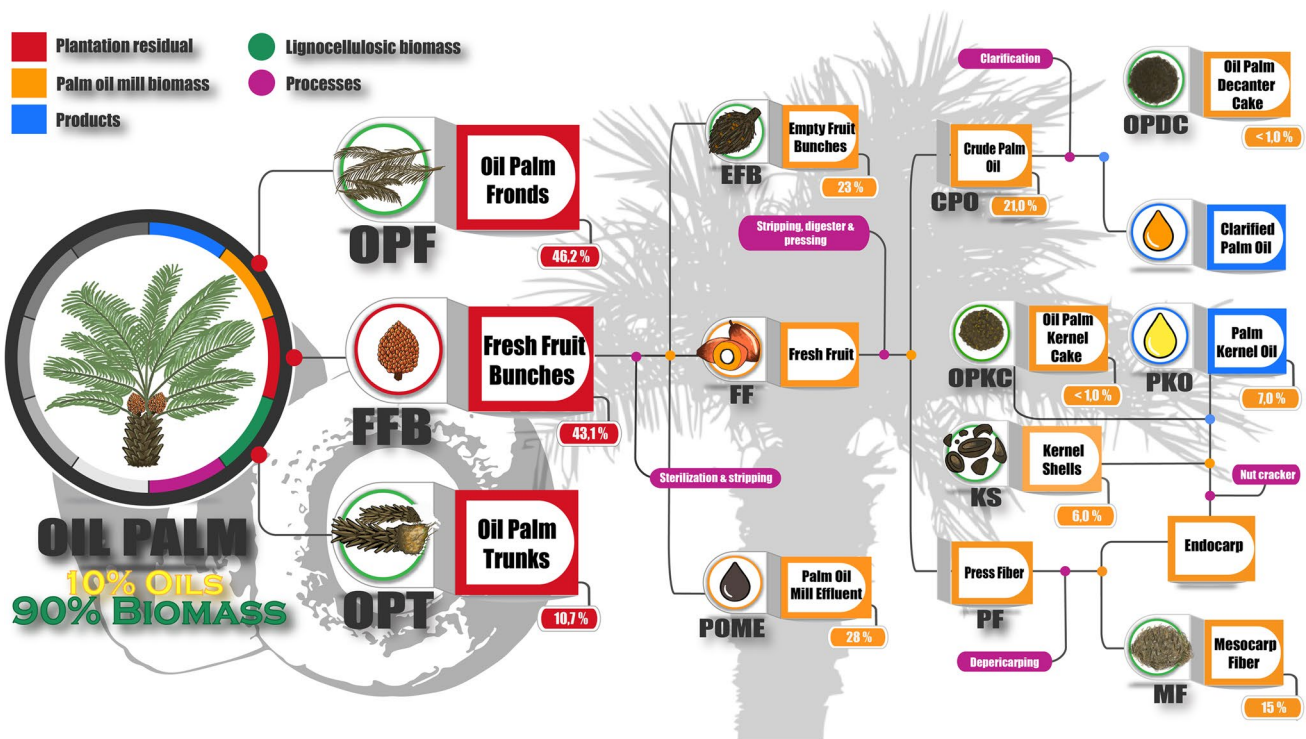 Plantation residual
Palm oil mill biomass
Products
Lignocellulosic biomass
Processes
OIL PALM
10% OILS
90% BIOMASS
OPF
Oil Palm
Fronds
46,2 %
FFB
Fresh Fruit
Bunches
43,1 %
OPT
Oil Palm
Trunks
10,7 %
EFB
Empty Fruit
Bunches
23 %
Stripping, digester &
pressing
FF
Fresh Fruit
Sterilization & stripping
POME
Palm Oil
Mill Effluent
28 %
Clarification
CPO
Crude Palm
Oil
21,0 %
OPDC
Oil Palm
Decanter
Cake
< 1,0 %
Clarified
Palm Oil
OPKC
Oil Palm
Kernel
Cake
< 1,0 %
PKO
Palm
Kernel Oil
7,0 %
KS
Kernel
Shells
6,0 %
Nut cracker
Endocarp
PF
Press Fiber
Depericarping
MF
Mesocarp
Fiber
15 %